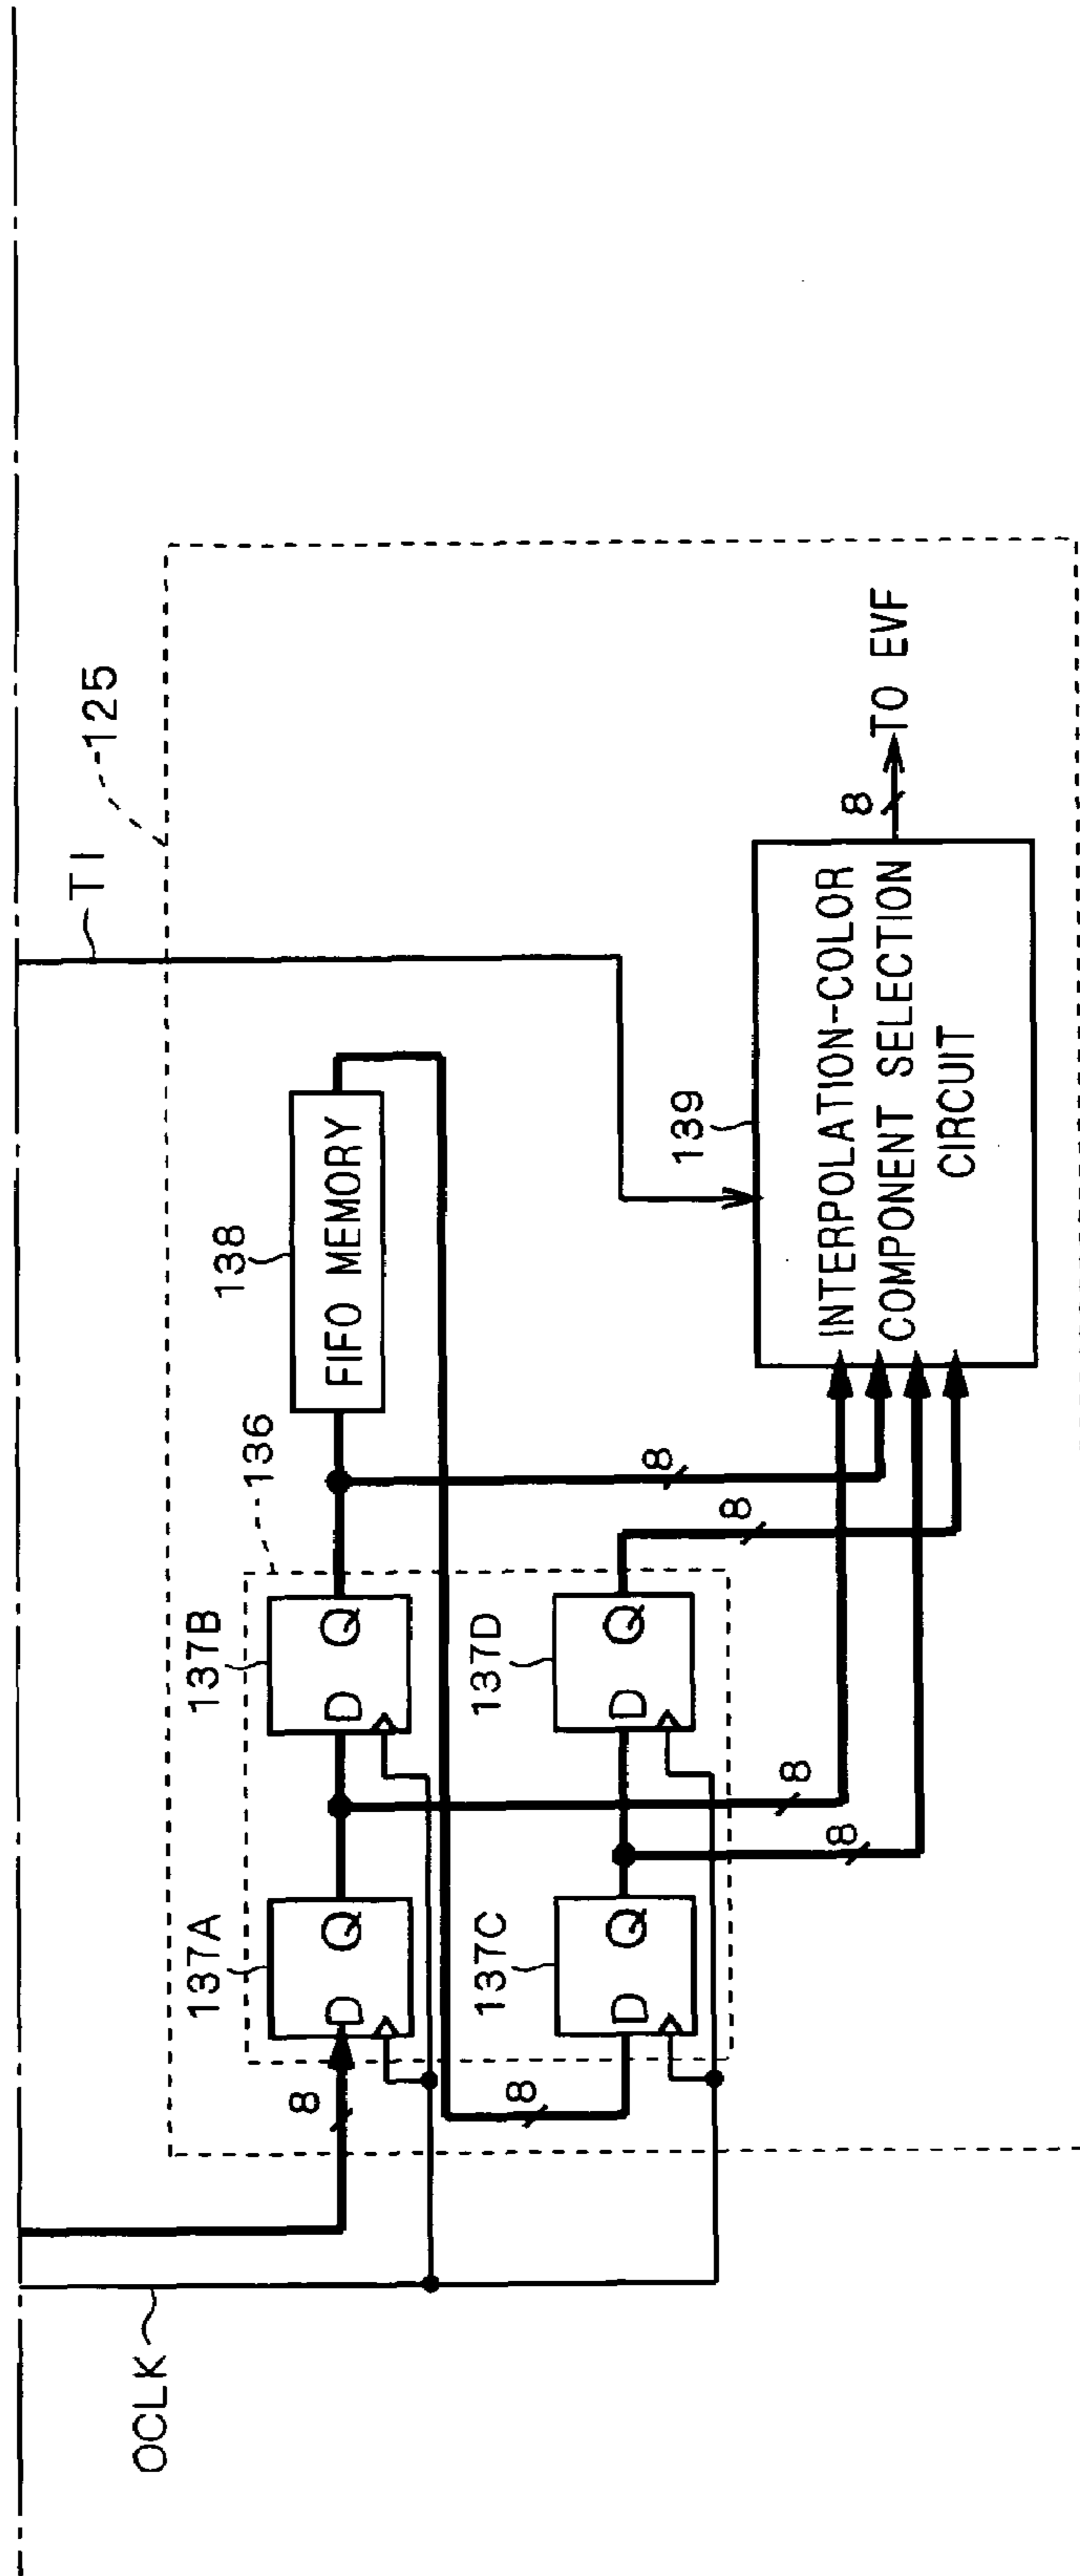 OCLK
TI
125
8
137A
D Q
137B
D Q
136
138
FIFO MEMORY
8
137C
D Q
137D
D Q
8
8
8
8
139
INTERPOLATION-COLOR
COMPONENT SELECTION
CIRCUIT
8
TO EVF